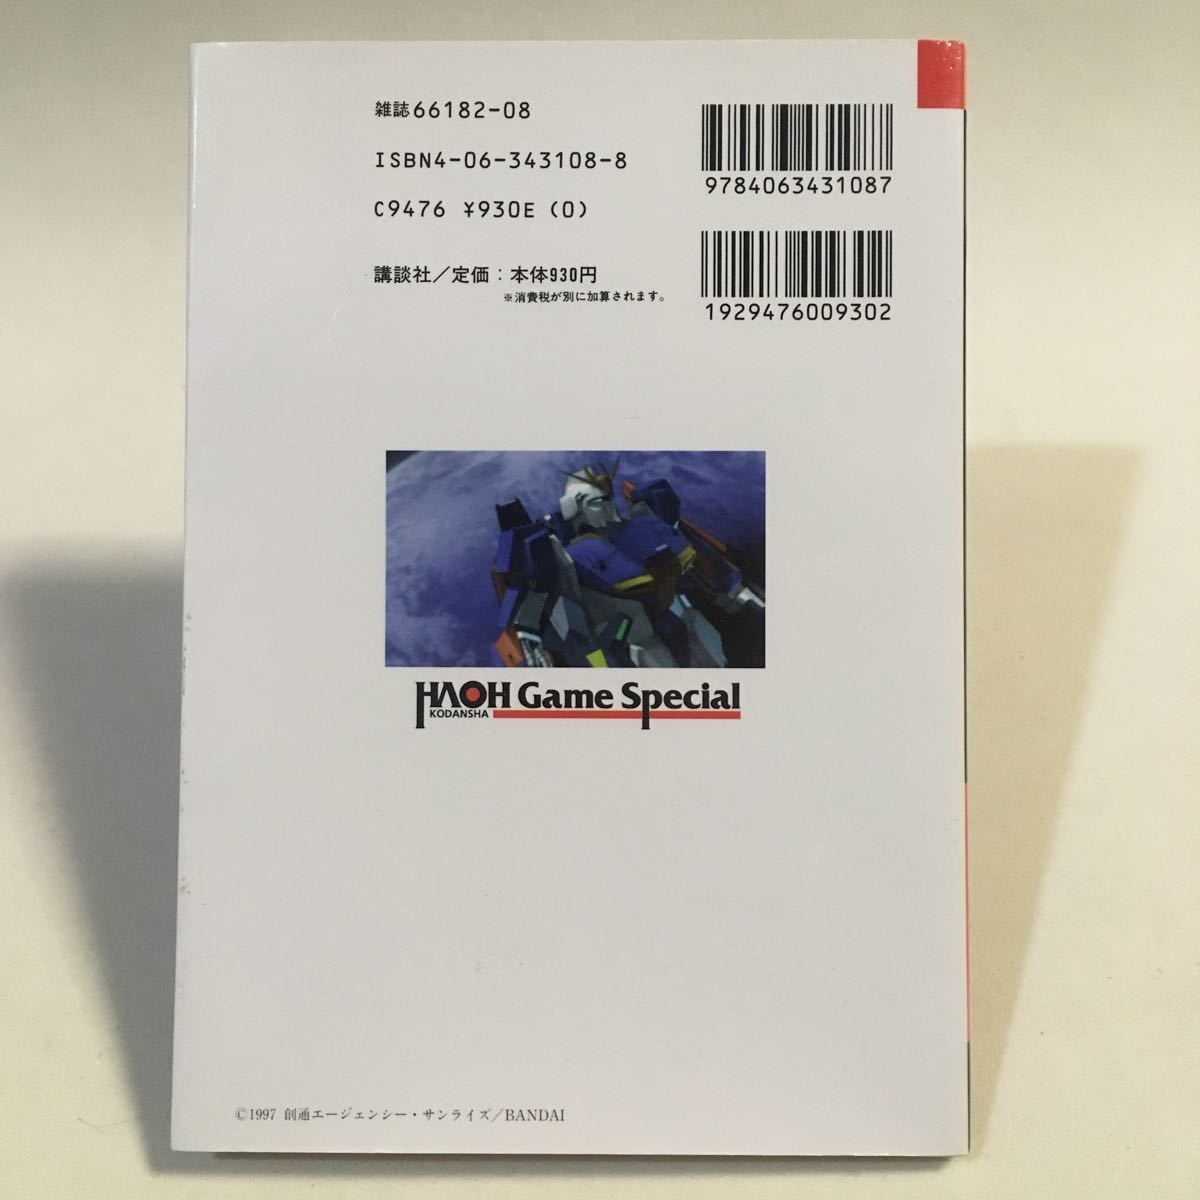 雑誌66182-08
ISBN4-06-343108-8
C9476 ¥930E (0)
講談社／定価：本体930円
※消費税が別に加算されます。
9784063431087
1929476009302
HAOH Game Special
KODANSHA
©1997 創通エージェンシー・サンライズ／BANDAI